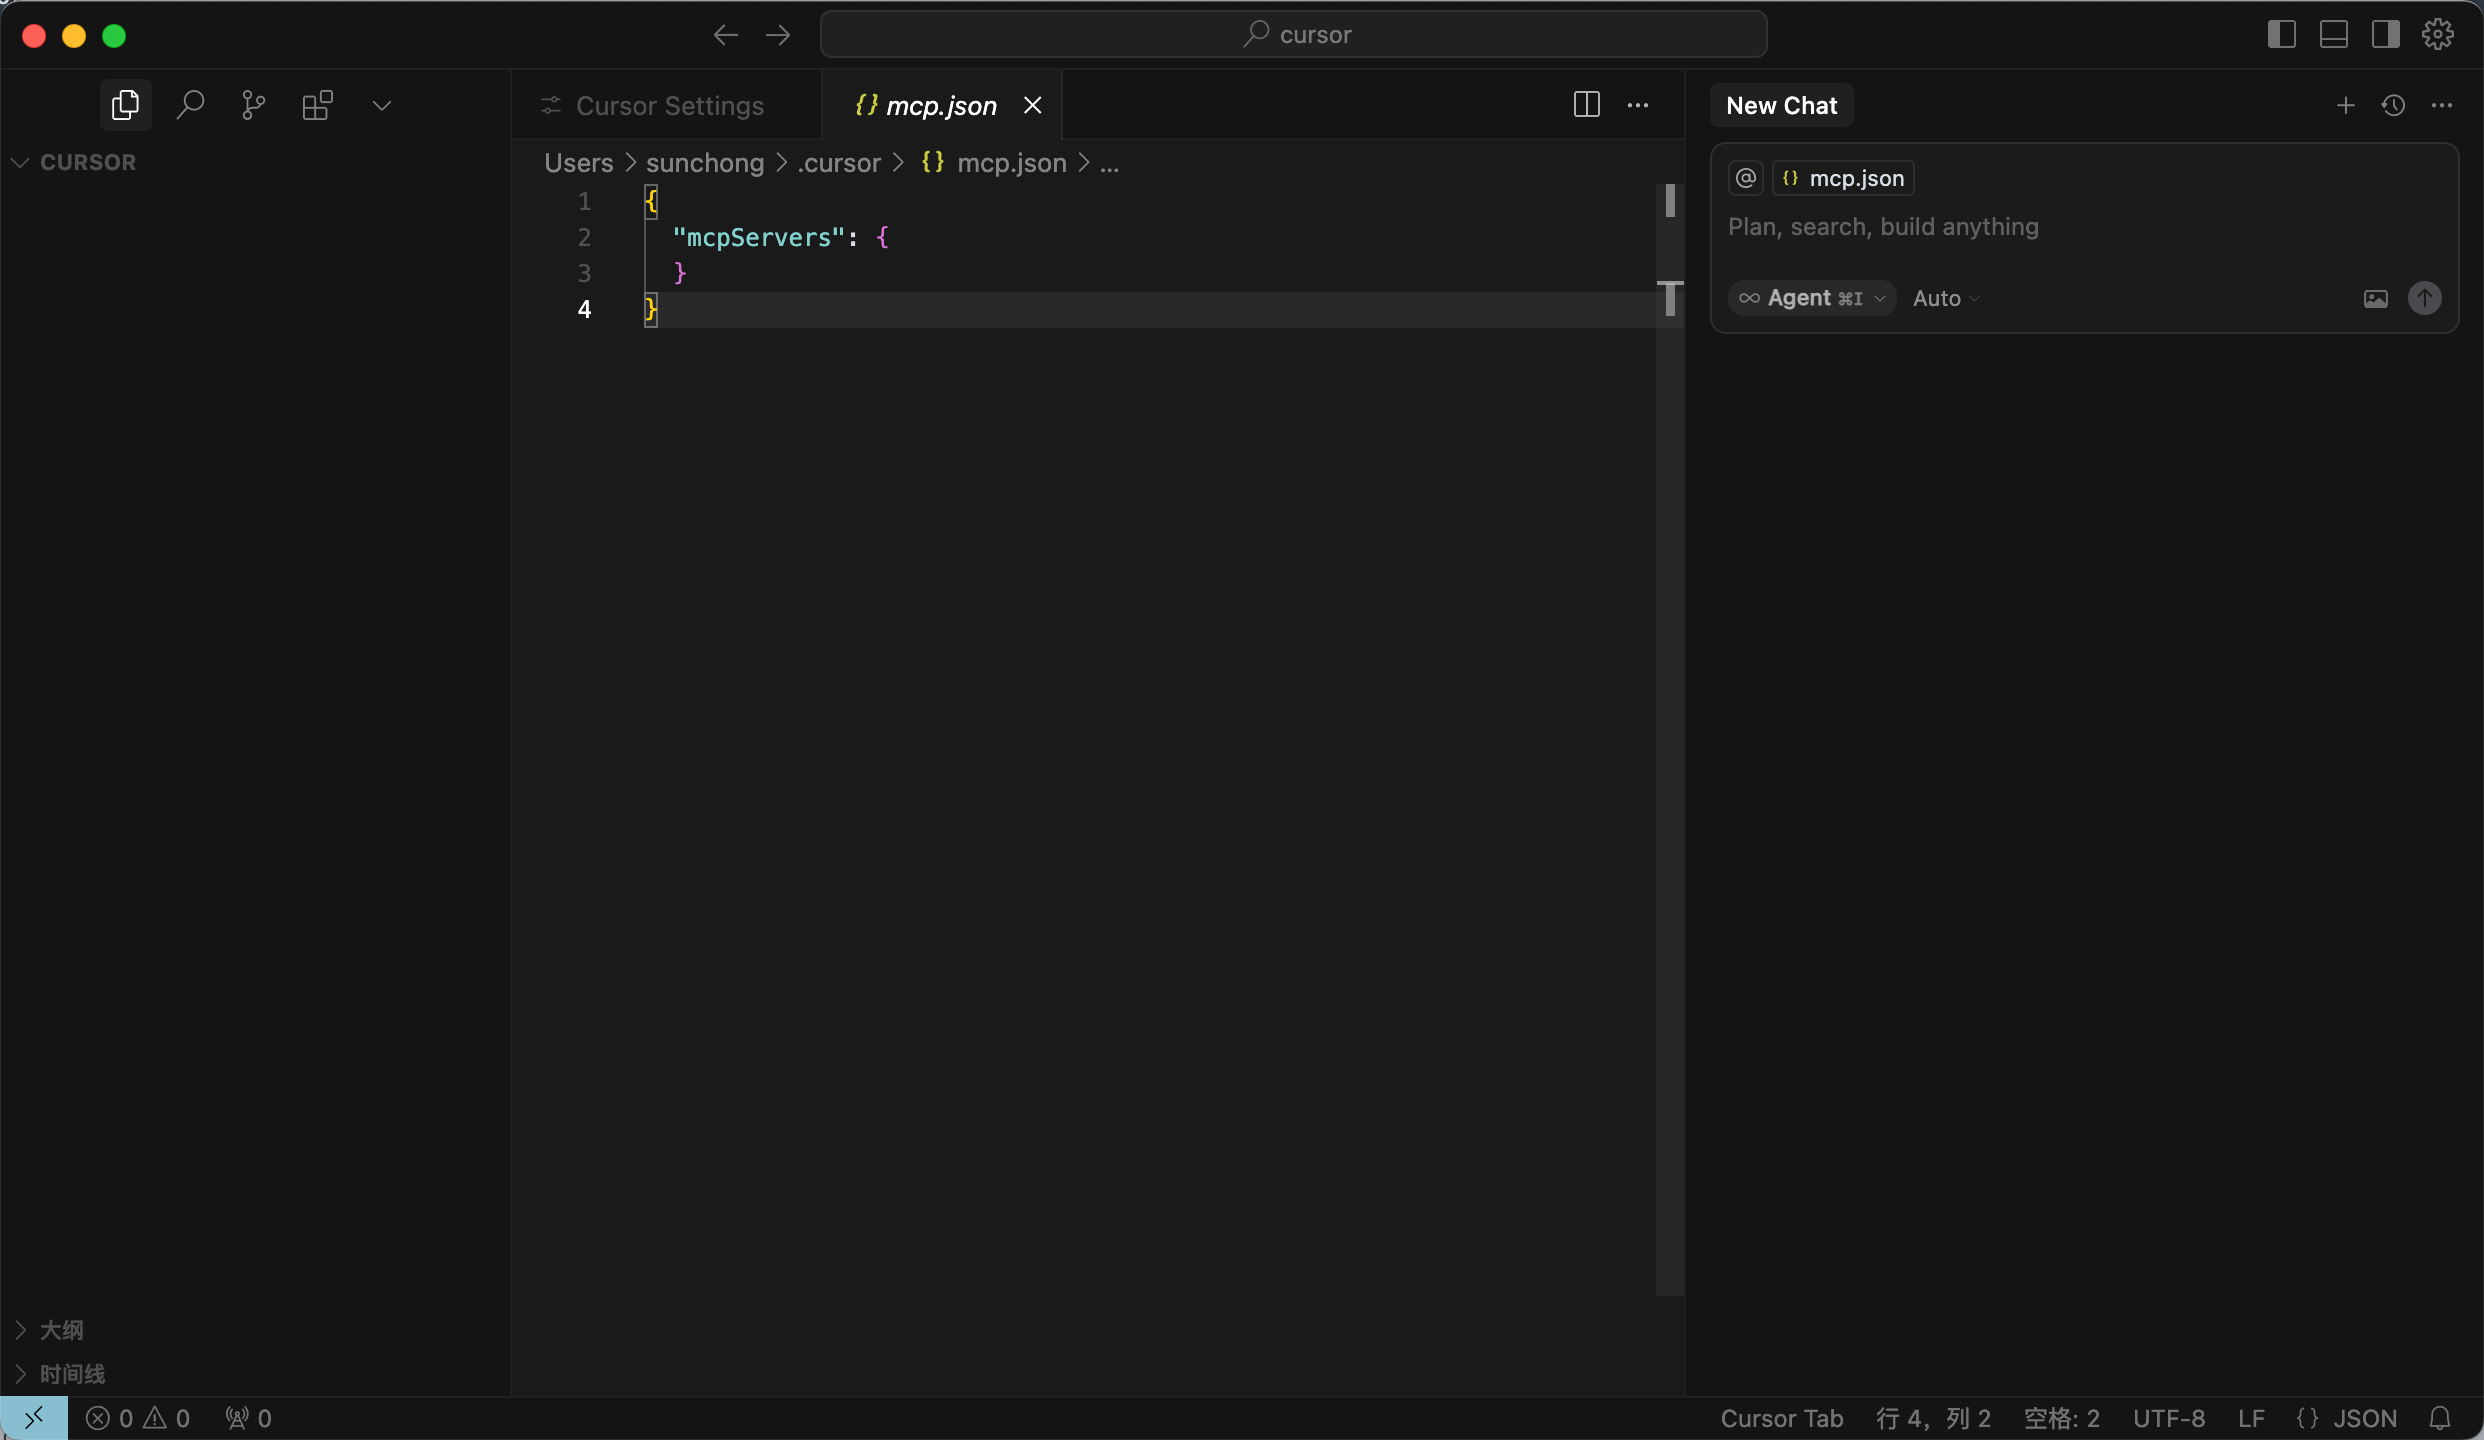 cursor
CURSOR
Cursor Settings
{} mcp.json
Users > sunchong > .cursor > {} mcp.json > ...
1 {
2 "mcpServers": {
3 }
4 }
New Chat
@ {} mcp.json
Plan, search, build anything
Agent ⌘I Auto
大纲
时间线
0 0 0
Cursor Tab 行 4，列 2 空格: 2 UTF-8 LF {} JSON